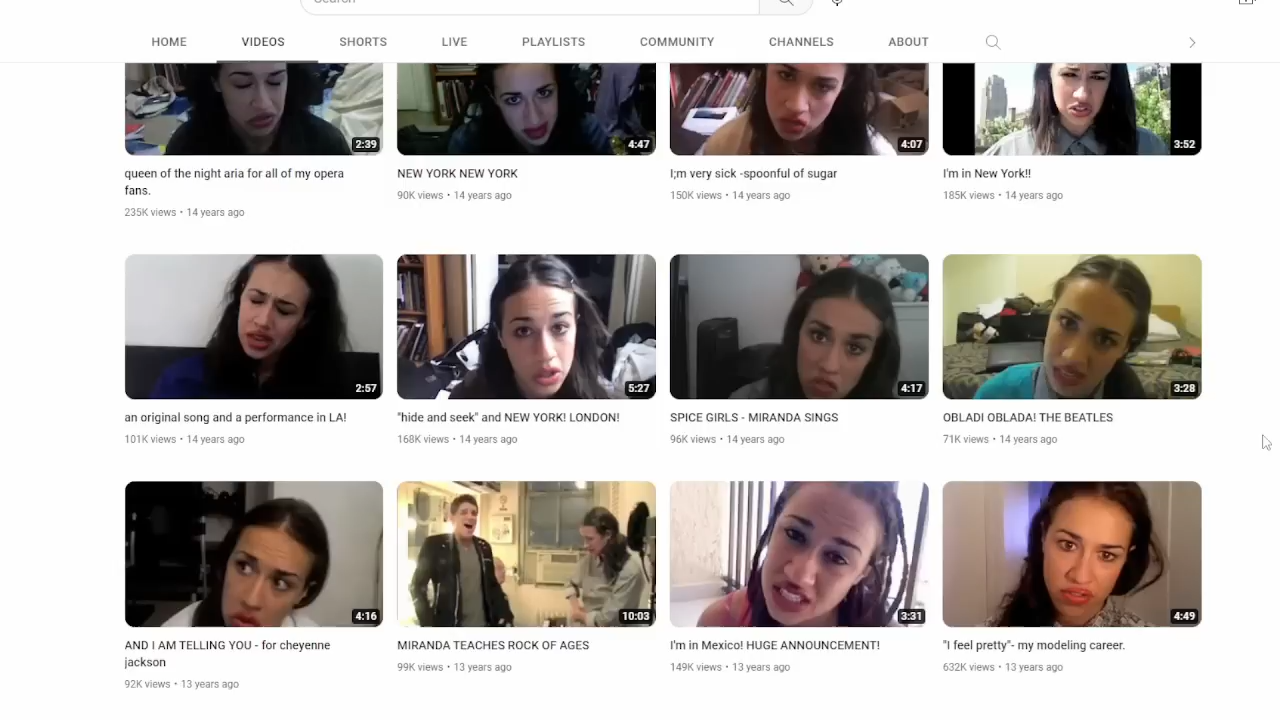 Search
HOME VIDEOS SHORTS LIVE PLAYLISTS COMMUNITY CHANNELS ABOUT
2:39 4:47 4:07 3:52
queen of the night aria for all of my opera
fans.
235K views • 14 years ago
NEW YORK NEW YORK
90K views • 14 years ago
I;m very sick -spoonful of sugar
150K views • 14 years ago
I'm in New York!!
185K views • 14 years ago
2:57 5:27 4:17 3:28
an original song and a performance in LA!
101K views • 14 years ago
"hide and seek" and NEW YORK! LONDON!
168K views • 14 years ago
SPICE GIRLS - MIRANDA SINGS
96K views • 14 years ago
OBLADI OBLADA! THE BEATLES
71K views • 14 years ago
4:16 10:03 3:31 4:49
AND I AM TELLING YOU - for cheyenne
jackson
92K views • 13 years ago
MIRANDA TEACHES ROCK OF AGES
99K views • 13 years ago
I'm in Mexico! HUGE ANNOUNCEMENT!
149K views • 13 years ago
"I feel pretty"- my modeling career.
632K views • 13 years ago